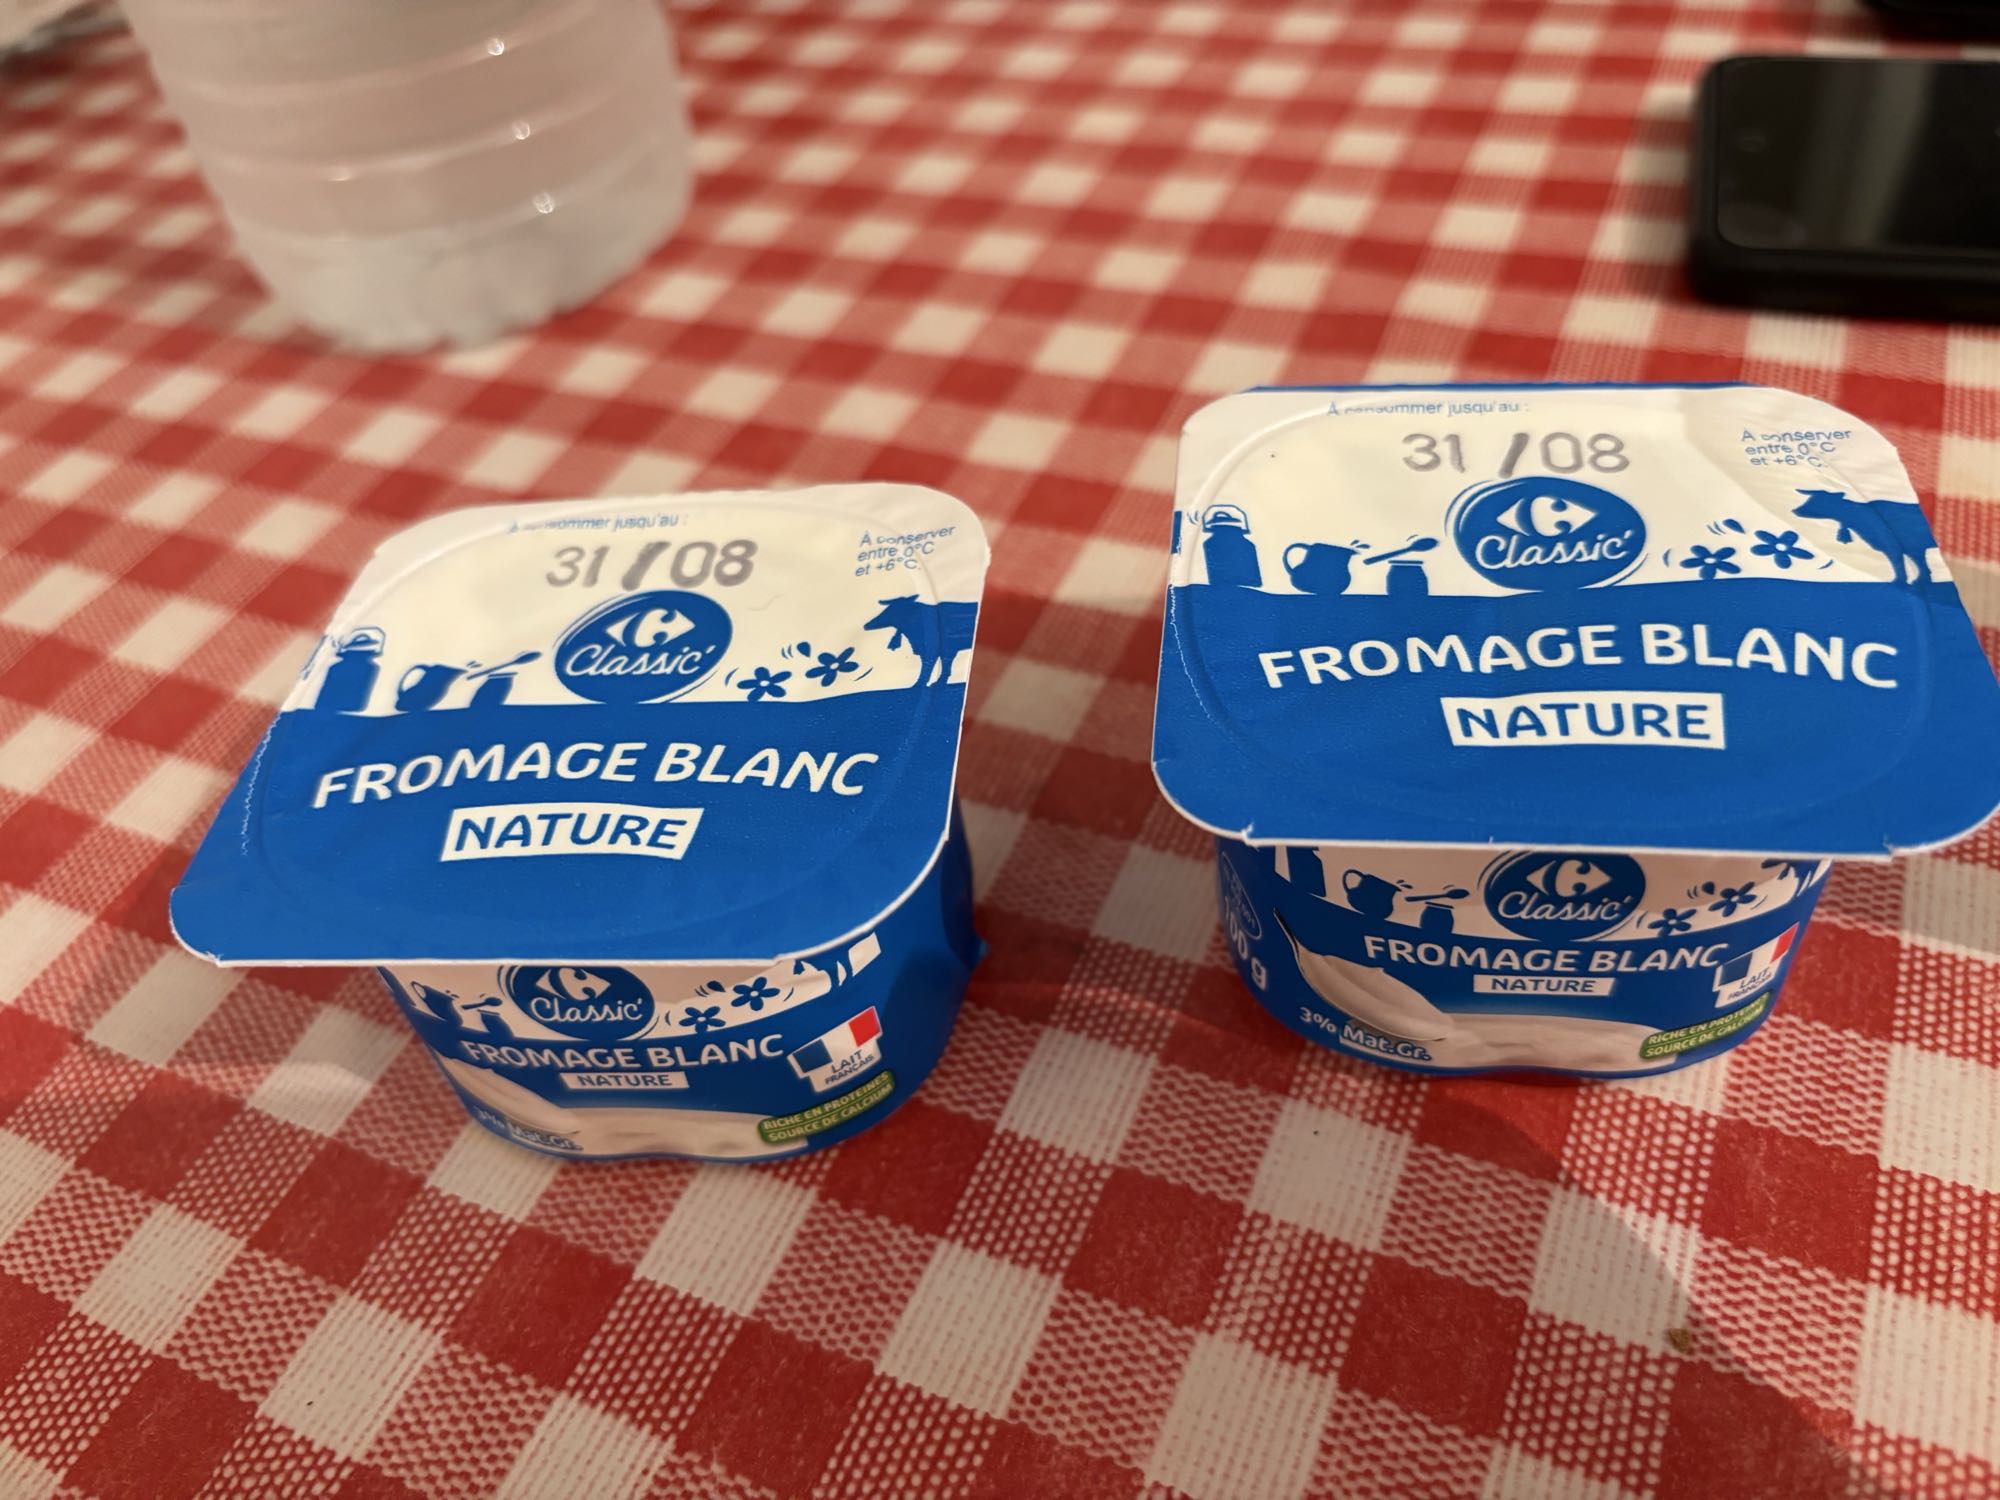 À consommer jusqu'au :
31/08
À conserver
entre 0°C
et +6°C.
Classic'
FROMAGE BLANC
NATURE
Classic'
FROMAGE BLANC
NATURE
LAIT
FRANÇAIS
3% Mat.Gr.
RICHE EN PROTÉINES
SOURCE DE CALCIUM
À consommer jusqu'au :
31/08
À conserver
entre 0°C
et +6°C.
Classic'
FROMAGE BLANC
NATURE
Classic'
FROMAGE BLANC
NATURE
LAIT
FRANÇAIS
100 g
3% Mat.Gr.
RICHE EN PROTÉINES
SOURCE DE CALCIUM